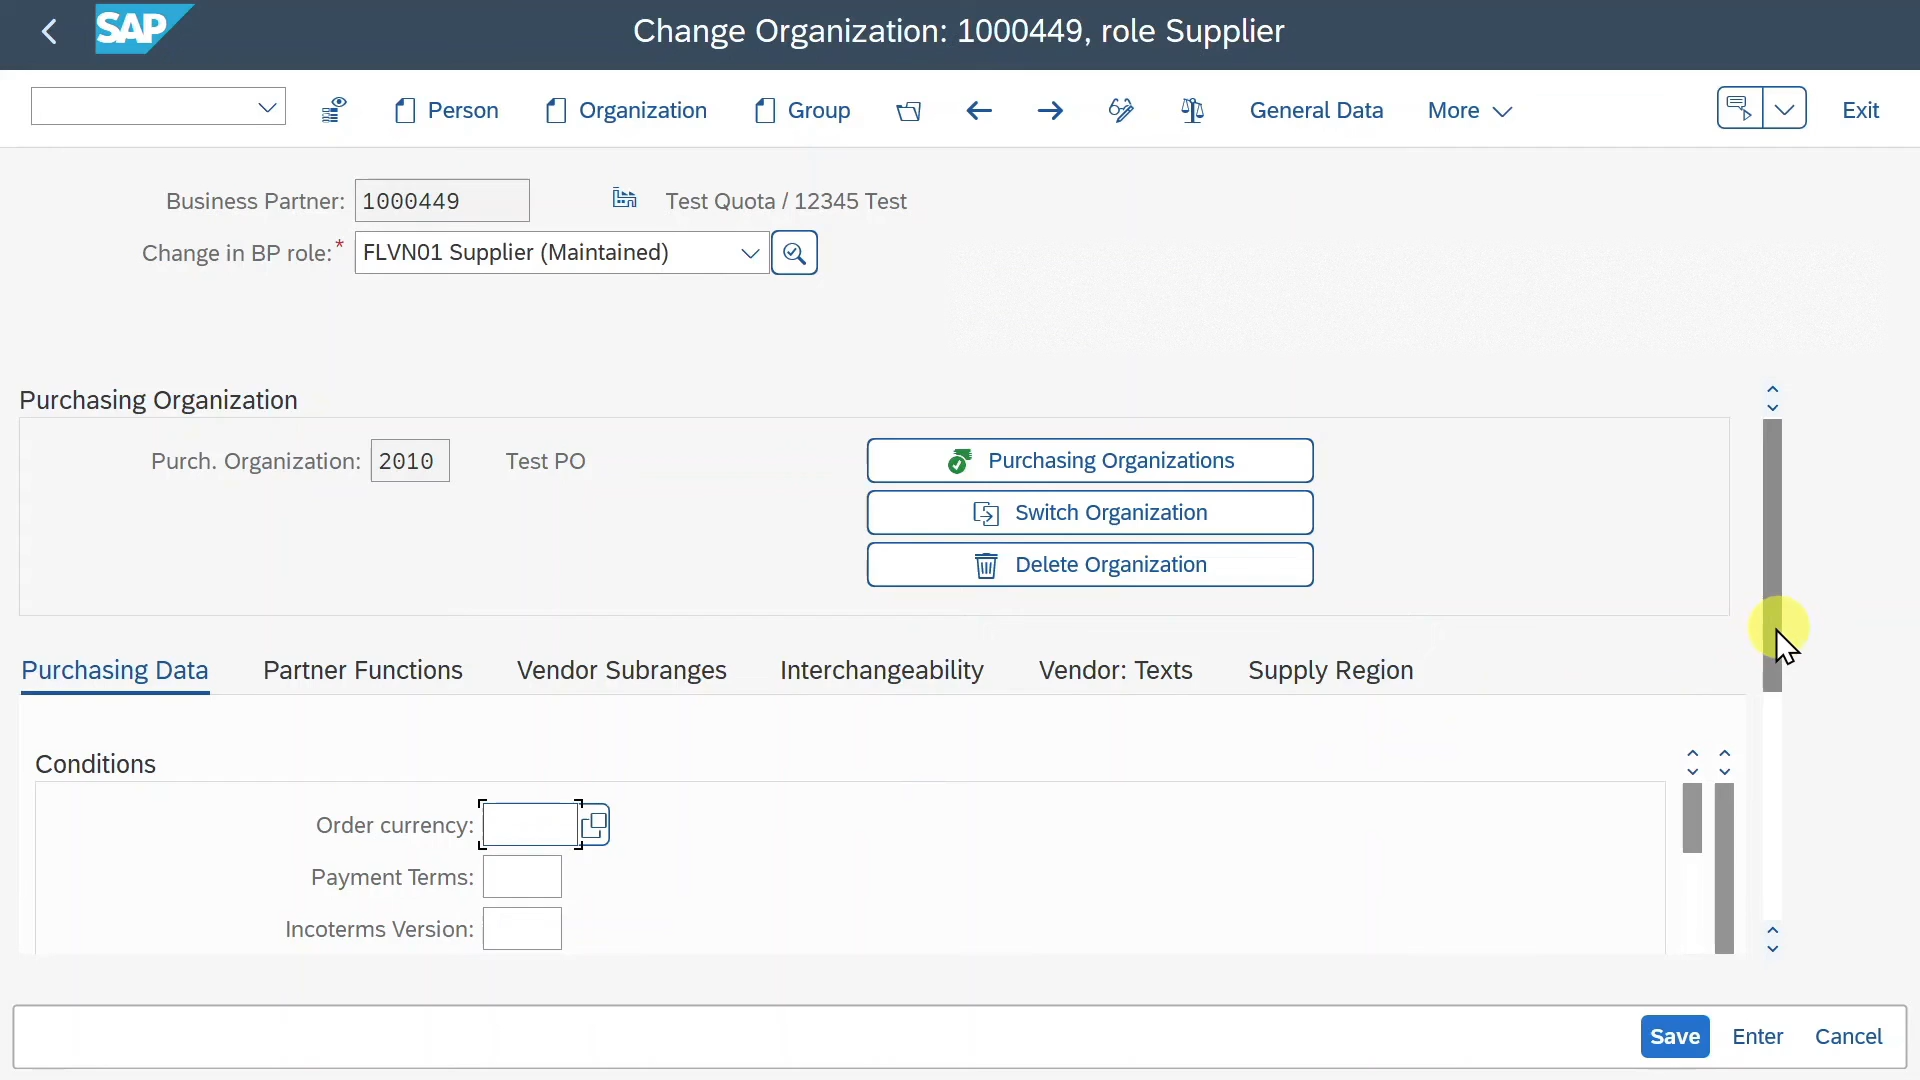 SAP
Change Organization: 1000449, role Supplier
Person Organization Group General Data More Exit
Business Partner: 1000449 Test Quota / 12345 Test
Change in BP role:* FLVN01 Supplier (Maintained)
Purchasing Organization
Purch. Organization: 2010 Test PO Purchasing Organizations
Switch Organization
Delete Organization
Purchasing Data Partner Functions Vendor Subranges Interchangeability Vendor: Texts Supply Region
Conditions
Order currency:
Payment Terms:
Incoterms Version:
Save Enter Cancel